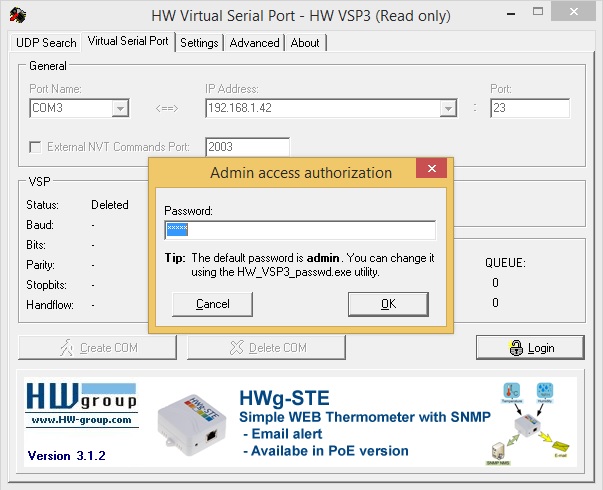 HW Virtual Serial Port - HW VSP3 (Read only)
UDP Search Virtual Serial Port Settings Advanced About
General
Port Name: IP Address: Port:
COM3 <==> 192.168.1.42 : 23
External NVT Commands Port: 2003
Admin access authorization
Password:
*****
Tip: The default password is admin. You can change it
using the HW_VSP3_passwd.exe utility.
Cancel OK
VSP
Status: Deleted
Baud: -
Bits: -
Parity: -
Stopbits: -
Handflow: -
QUEUE:
0
0
Create COM Delete COM Login
HW group
www.HW-group.com
Version 3.1.2
HWg-STE
Simple WEB Thermometer with SNMP
- Email alert
- Availabe in PoE version
Temperature Humidity
SNMP NMS e-mail